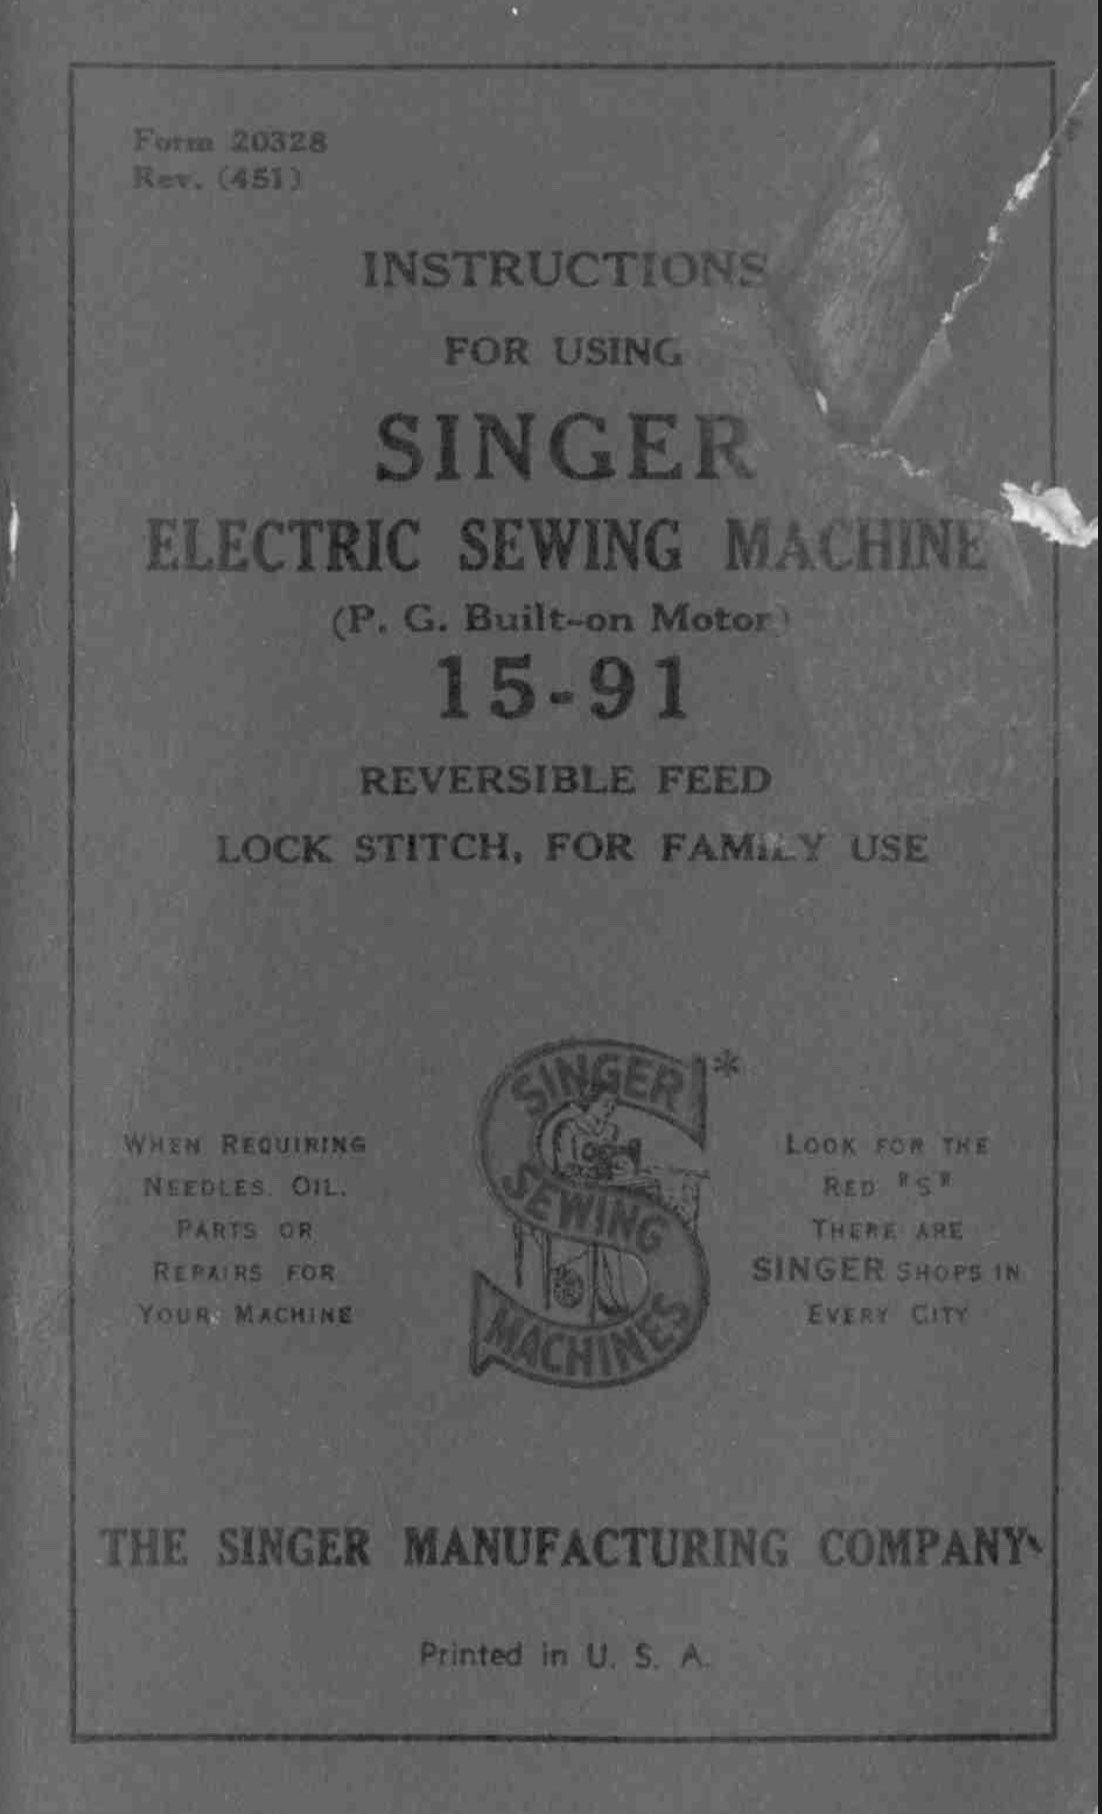 Form 20328
Rev. (451)
INSTRUCTIONS
FOR USING
SINGER
ELECTRIC SEWING MACHINE
(P. G. Built-on Motor)
15-91
REVERSIBLE FEED
LOCK STITCH, FOR FAMILY USE
SINGER*
SEWING
MACHINES
WHEN REQUIRING
NEEDLES, OIL,
PARTS OR
REPAIRS FOR
YOUR MACHINE
LOOK FOR THE
RED "S"
THERE ARE
SINGER SHOPS IN
EVERY CITY
THE SINGER MANUFACTURING COMPANY
Printed in U. S. A.